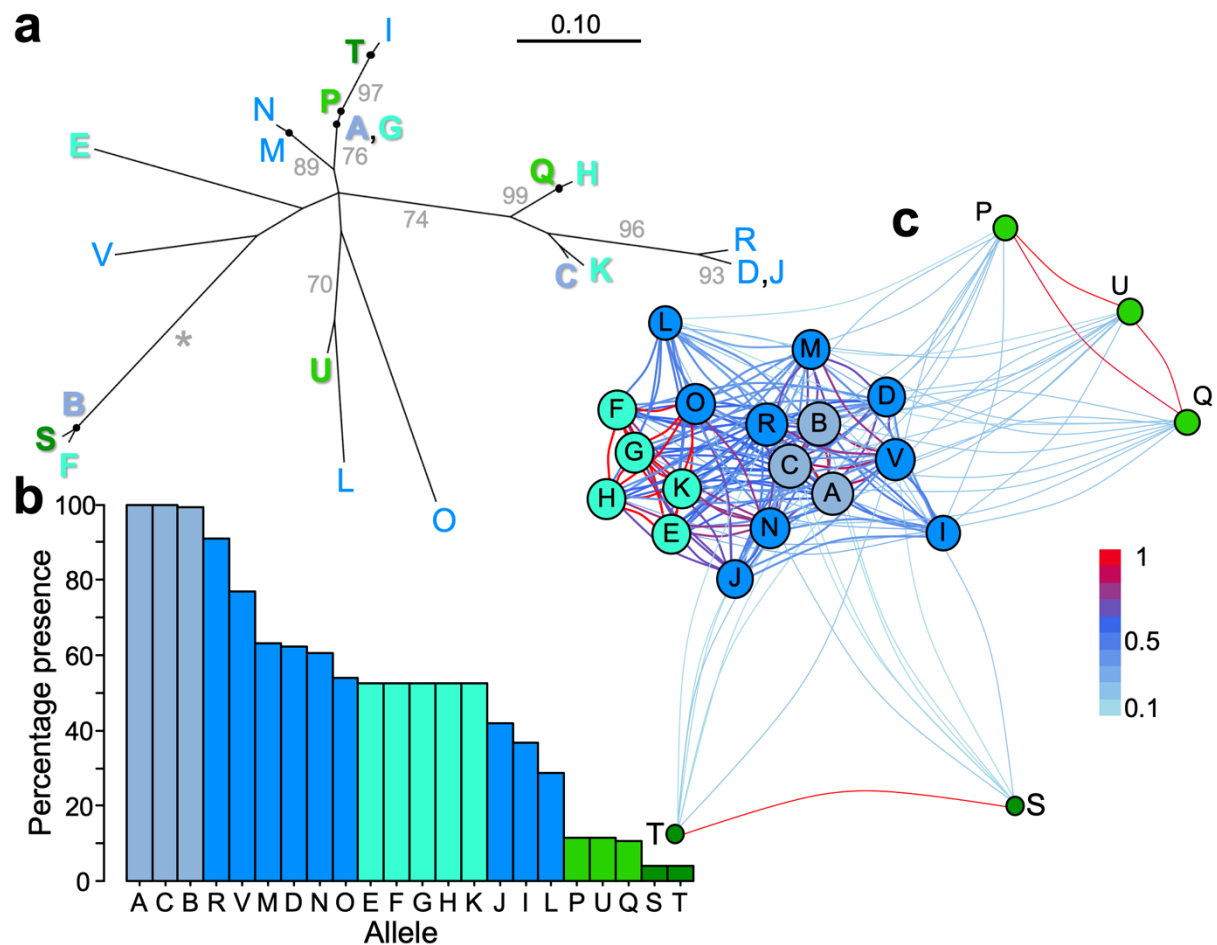 a
0.10
I
T
97
P
N
A,G
M
89
76
E
Q
H
99
74
96
R
V
C
K
D,J
93
70
*
U
B
S
F
L
O
c
P
U
L
M
Q
D
F
O
R
B
G
V
C
K
H
A
E
N
I
J
1
0.5
0.1
T
S
b
Percentage presence
100
80
60
40
20
0
A C B R V M D N O E F G H K J I L P U Q S T
Allele